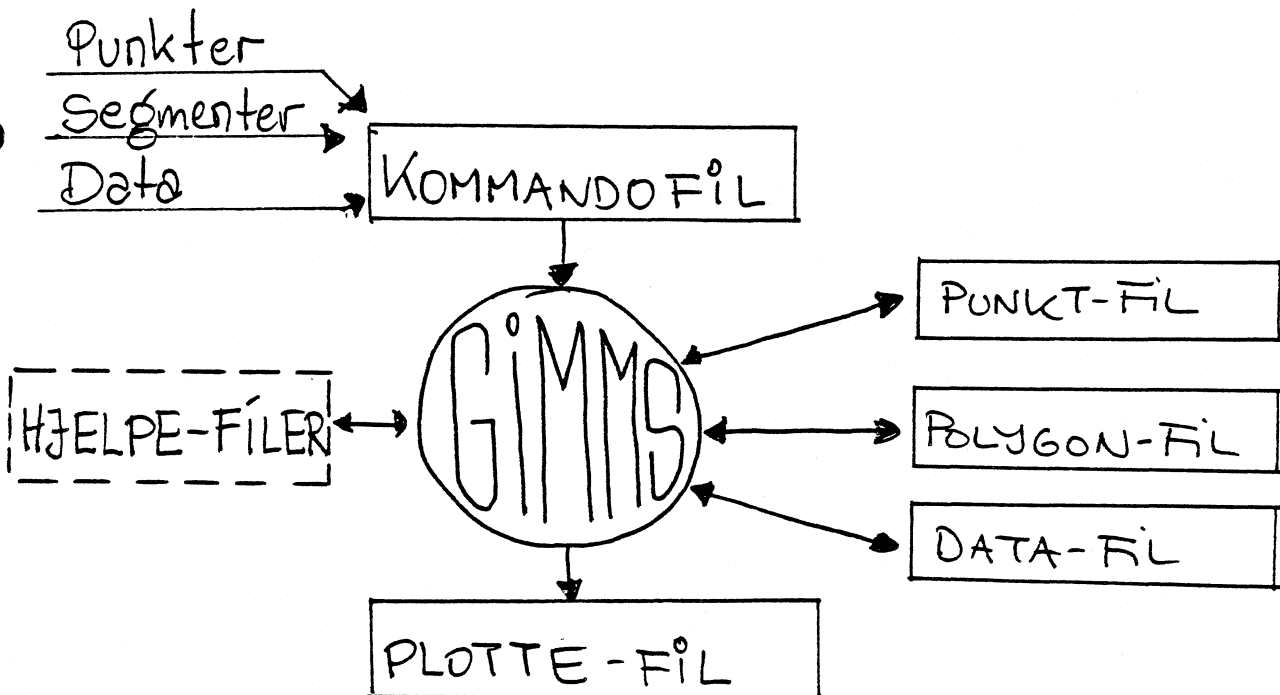 Punkter
Segmenter
Data
KOMMANDOFiL
PUNKT-FiL
GiMMS
HJELPE-FiLER
POLYGON-FiL
DATA-FiL
PLOTTE-FiL